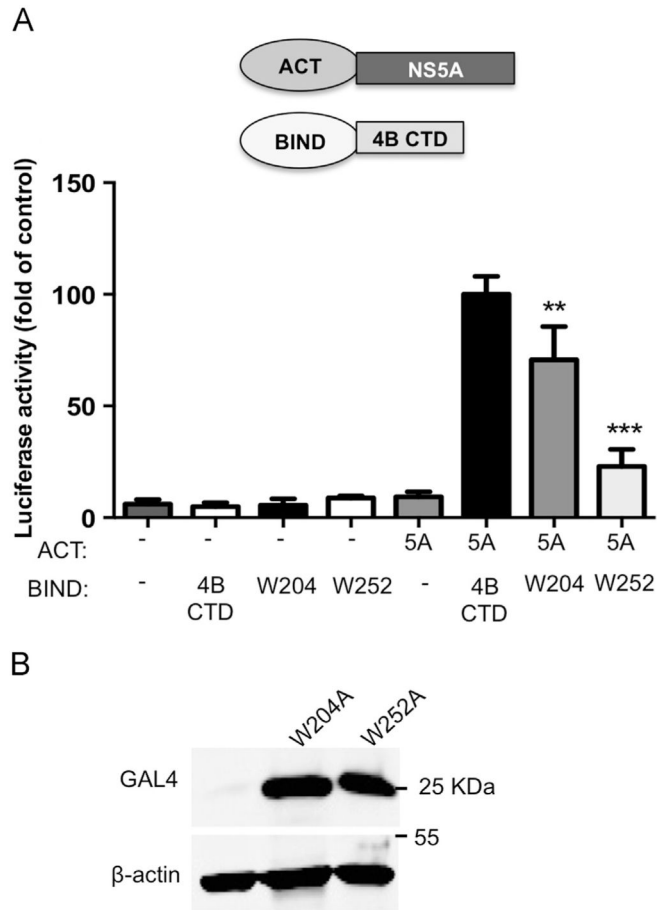 A
ACT NS5A
BIND 4B CTD
Luciferase activity (fold of control)
150
100
50
0
** 
***
ACT: - - - - 5A 5A 5A 5A
BIND: - 4B CTD W204 W252 - 4B CTD W204 W252
B
W204A W252A
GAL4
25 KDa
55
β-actin